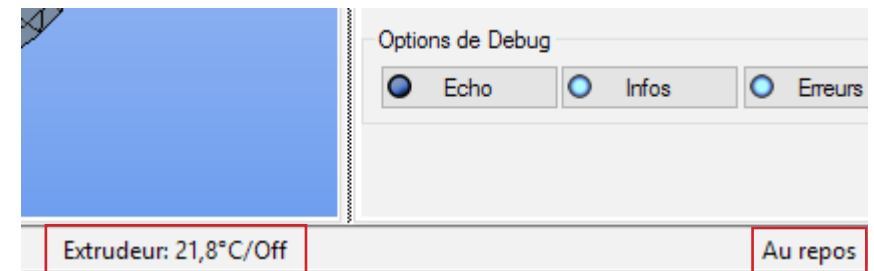 Options de Debug
Echo Infos Erreurs
Extrudeur: 21,8°C/Off Au repos